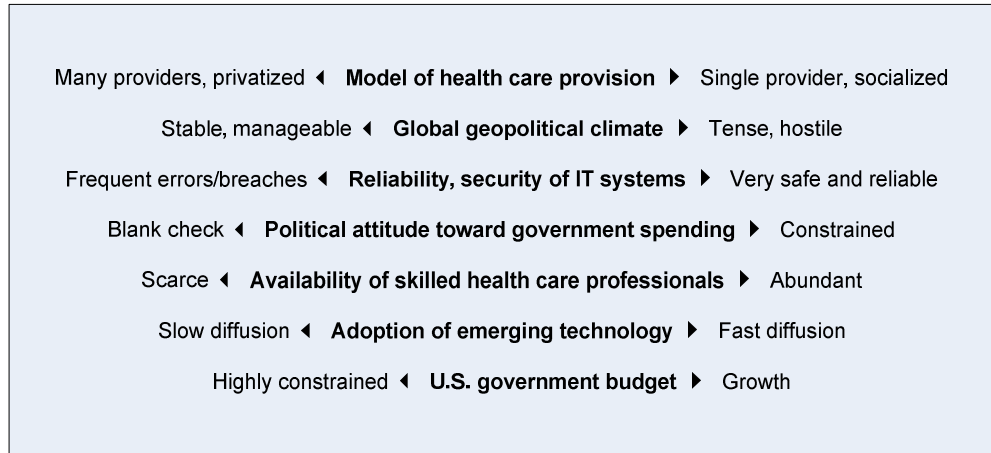 Many providers, privatized ◄ Model of health care provision ► Single provider, socialized
Stable, manageable ◄ Global geopolitical climate ► Tense, hostile
Frequent errors/breaches ◄ Reliability, security of IT systems ► Very safe and reliable
Blank check ◄ Political attitude toward government spending ► Constrained
Scarce ◄ Availability of skilled health care professionals ► Abundant
Slow diffusion ◄ Adoption of emerging technology ► Fast diffusion
Highly constrained ◄ U.S. government budget ► Growth